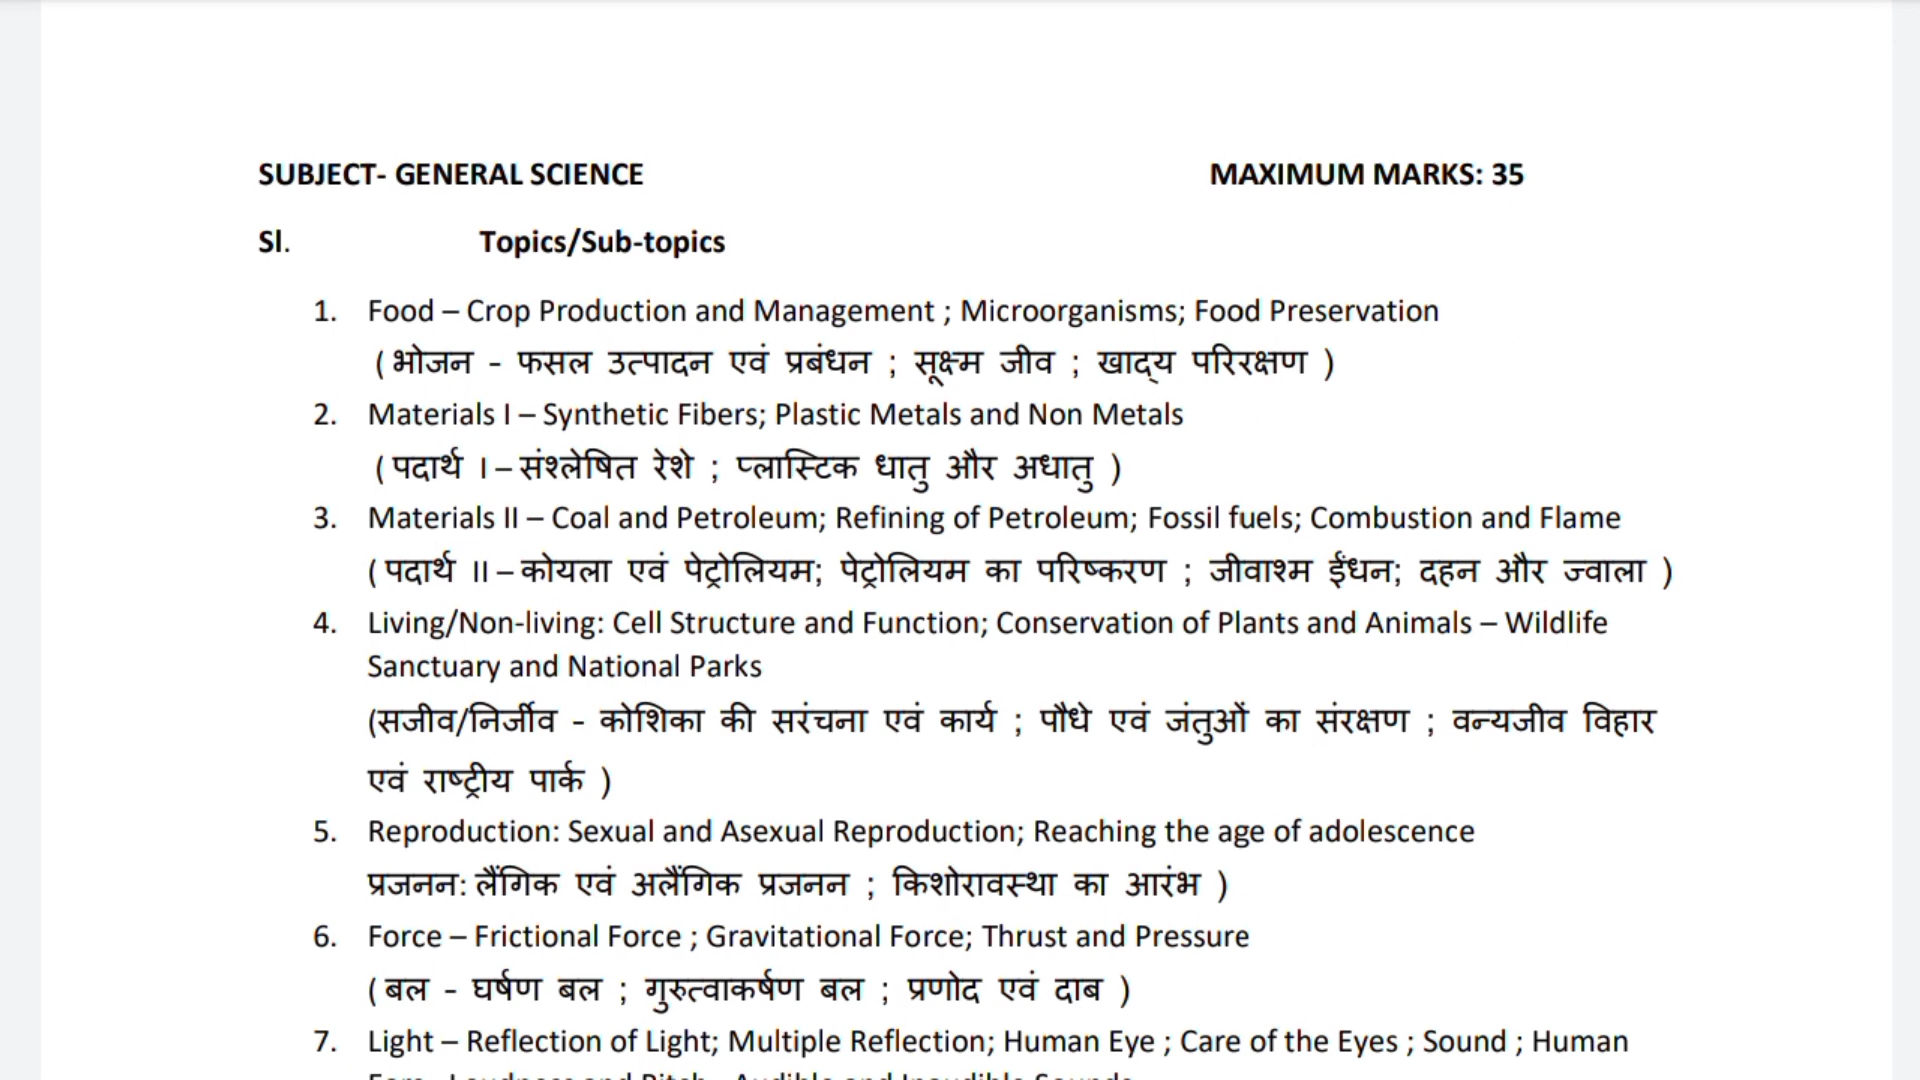 SUBJECT- GENERAL SCIENCE MAXIMUM MARKS: 35
Sl. Topics/Sub-topics
1. Food – Crop Production and Management ; Microorganisms; Food Preservation
( भोजन - फसल उत्पादन एवं प्रबंधन ; सूक्ष्म जीव ; खाद्य परिरक्षण )
2. Materials I – Synthetic Fibers; Plastic Metals and Non Metals
( पदार्थ I – संश्लेषित रेशे ; प्लास्टिक धातु और अधातु )
3. Materials II – Coal and Petroleum; Refining of Petroleum; Fossil fuels; Combustion and Flame
( पदार्थ II – कोयला एवं पेट्रोलियम; पेट्रोलियम का परिष्करण ; जीवाश्म ईंधन; दहन और ज्वाला )
4. Living/Non-living: Cell Structure and Function; Conservation of Plants and Animals – Wildlife
Sanctuary and National Parks
(सजीव/निर्जीव - कोशिका की सरंचना एवं कार्य ; पौधे एवं जंतुओं का संरक्षण ; वन्यजीव विहार
एवं राष्ट्रीय पार्क )
5. Reproduction: Sexual and Asexual Reproduction; Reaching the age of adolescence
प्रजनन: लैंगिक एवं अलैंगिक प्रजनन ; किशोरावस्था का आरंभ )
6. Force – Frictional Force ; Gravitational Force; Thrust and Pressure
( बल - घर्षण बल ; गुरुत्वाकर्षण बल ; प्रणोद एवं दाब )
7. Light – Reflection of Light; Multiple Reflection; Human Eye ; Care of the Eyes ; Sound ; Human